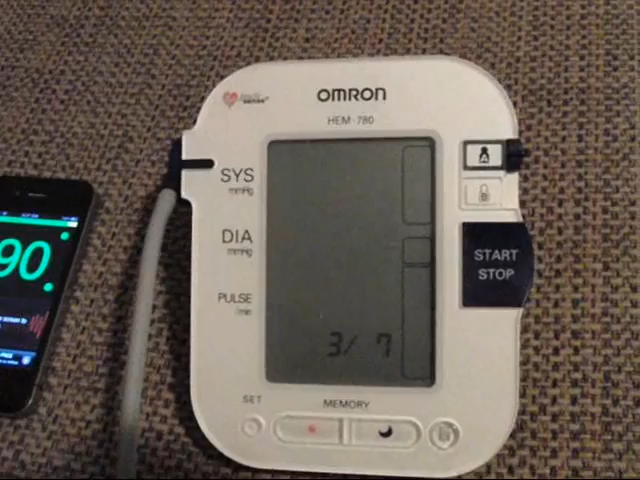 OMRON
HEM-780
SYS
mmHg
DIA
mmHg
PULSE
/min
3/ 7
START
STOP
SET
MEMORY
A
B
90